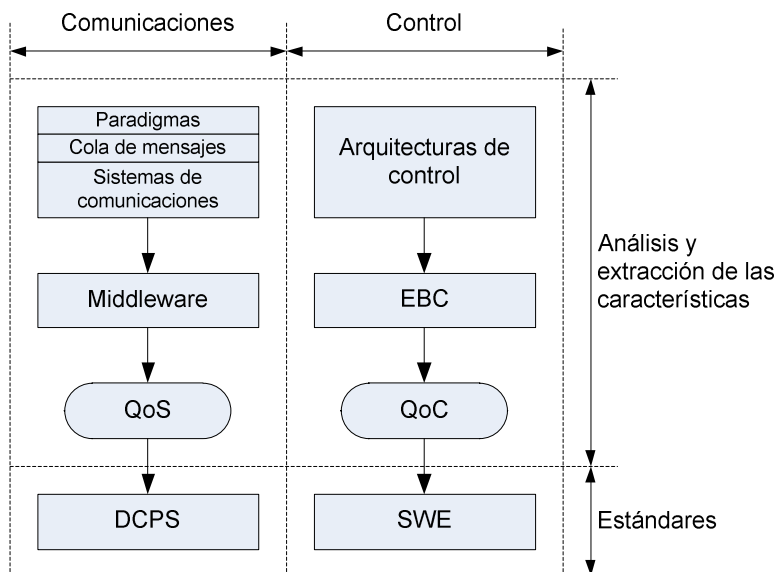 Comunicaciones
Control
Paradigmas
Cola de mensajes
Sistemas de
comunicaciones
Arquitecturas de
control
Análisis y
extracción de las
características
Middleware
EBC
QoS
QoC
DCPS
SWE
Estándares